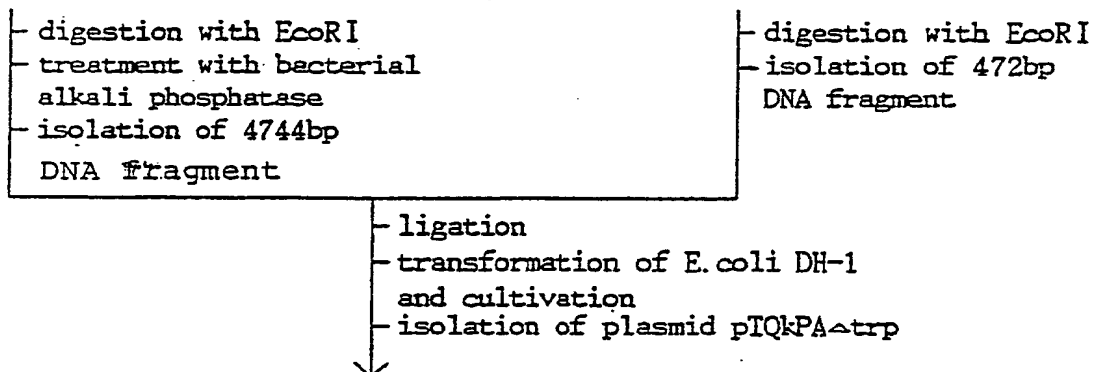 digestion with EcoRI
treatment with bacterial
alkali phosphatase
isolation of 4744bp
DNA fragment
digestion with EcoRI
isolation of 472bp
DNA fragment
ligation
transformation of E.coli DH-1
and cultivation
isolation of plasmid pTQkPA△trp